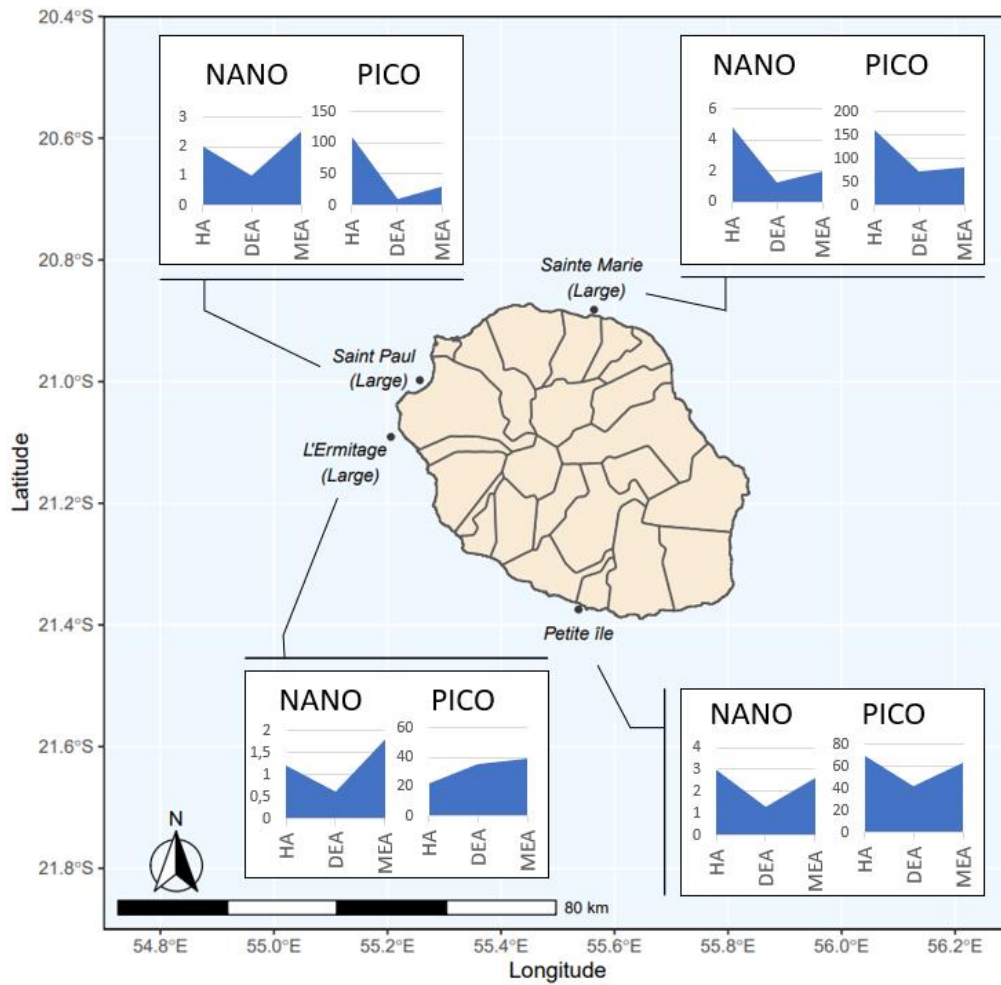 20.4°S
20.6°S
20.8°S
21.0°S
21.2°S
21.4°S
21.6°S
21.8°S
Latitude
NANO PICO
3
2
1
0
HA DEA MEA
150
100
50
0
HA DEA MEA
NANO PICO
6
4
2
0
HA DEA MEA
200
150
100
50
0
HA DEA MEA
Sainte Marie
(Large)
Saint Paul
(Large)
L'Ermitage
(Large)
Petite île
NANO PICO
2
1,5
1
0,5
0
HA DEA MEA
60
40
20
0
HA DEA MEA
NANO PICO
4
3
2
1
0
HA DEA MEA
80
60
40
20
0
HA DEA MEA
N
80 km
54.8°E 55.0°E 55.2°E 55.4°E 55.6°E 55.8°E 56.0°E 56.2°E
Longitude